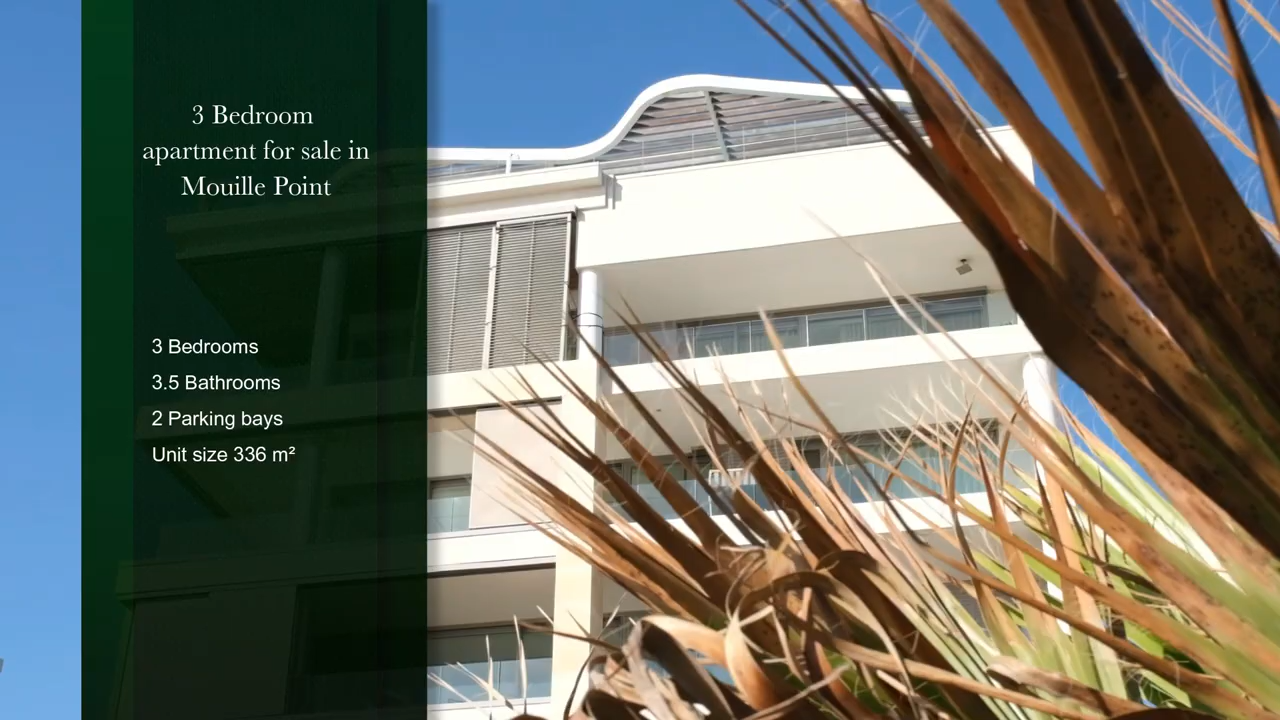 3 Bedroom
apartment for sale in
Mouille Point
3 Bedrooms
3.5 Bathrooms
2 Parking bays
Unit size 336 m²